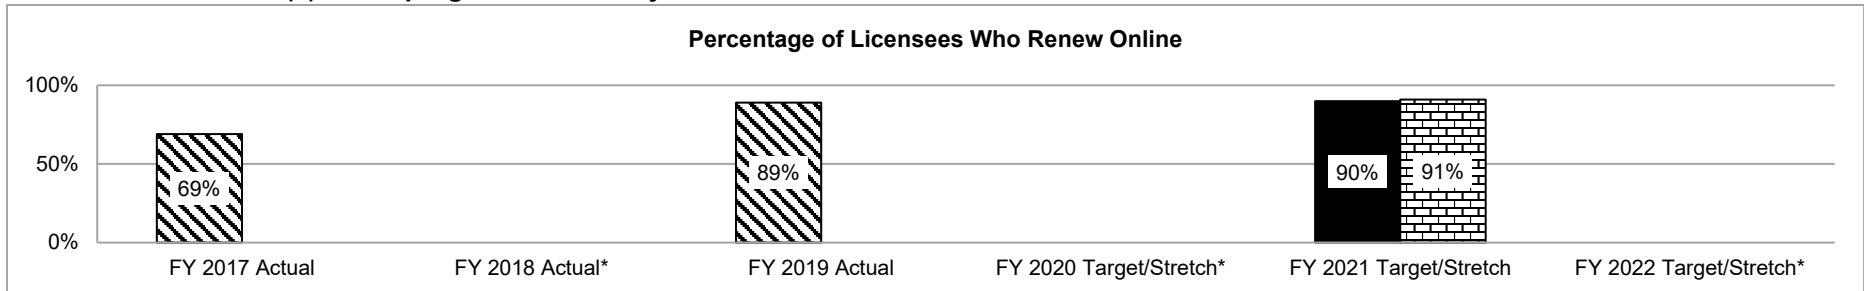 Percentage of Licensees Who Renew Online
100%
50%
0%
69%
89%
90%
91%
FY 2017 Actual
FY 2018 Actual*
FY 2019 Actual
FY 2020 Target/Stretch*
FY 2021 Target/Stretch
FY 2022 Target/Stretch*